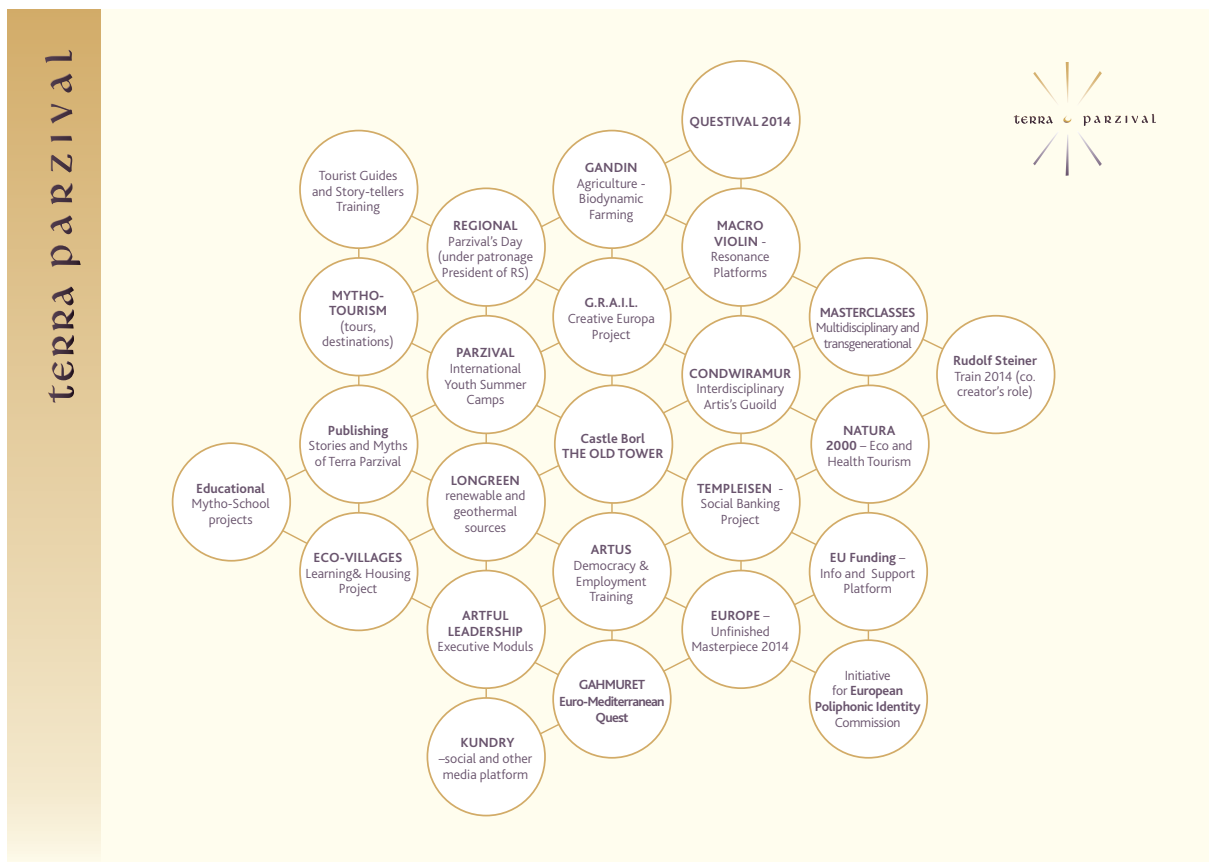 terra parzival
terra parzival
QUESTIVAL 2014
Tourist Guides
and Story-tellers
Training
GANDIN
Agriculture -
Biodynamic
Farming
REGIONAL
Parzival's Day
(under patronage
President of RS)
MACRO
VIOLIN -
Resonance
Platforms
MYTHO-
TOURISM
(tours,
destinations)
G.R.A.I.L.
Creative Europa
Project
MASTERCLASSES
Multidisciplinary and
transgenerational
PARZIVAL
International
Youth Summer
Camps
CONDWIRAMUR
Interdisciplinary
Artis's Guoild
Rudolf Steiner
Train 2014 (co.
creator's role)
Publishing
Stories and Myths
of Terra Parzival
Castle Borl
THE OLD TOWER
NATURA
2000 – Eco and
Health Tourism
Educational
Mytho-School
projects
LONGREEN
renewable and
geothermal
sources
TEMPLEISEN -
Social Banking
Project
ECO-VILLAGES
Learning& Housing
Project
ARTUS
Democracy &
Employment
Training
EU Funding –
Info and Support
Platform
ARTFUL
LEADERSHIP
Executive Moduls
EUROPE –
Unfinished
Masterpiece 2014
GAHMURET
Euro-Mediterranean
Quest
Initiative
for European
Poliphonic Identity
Commission
KUNDRY
–social and other
media platform